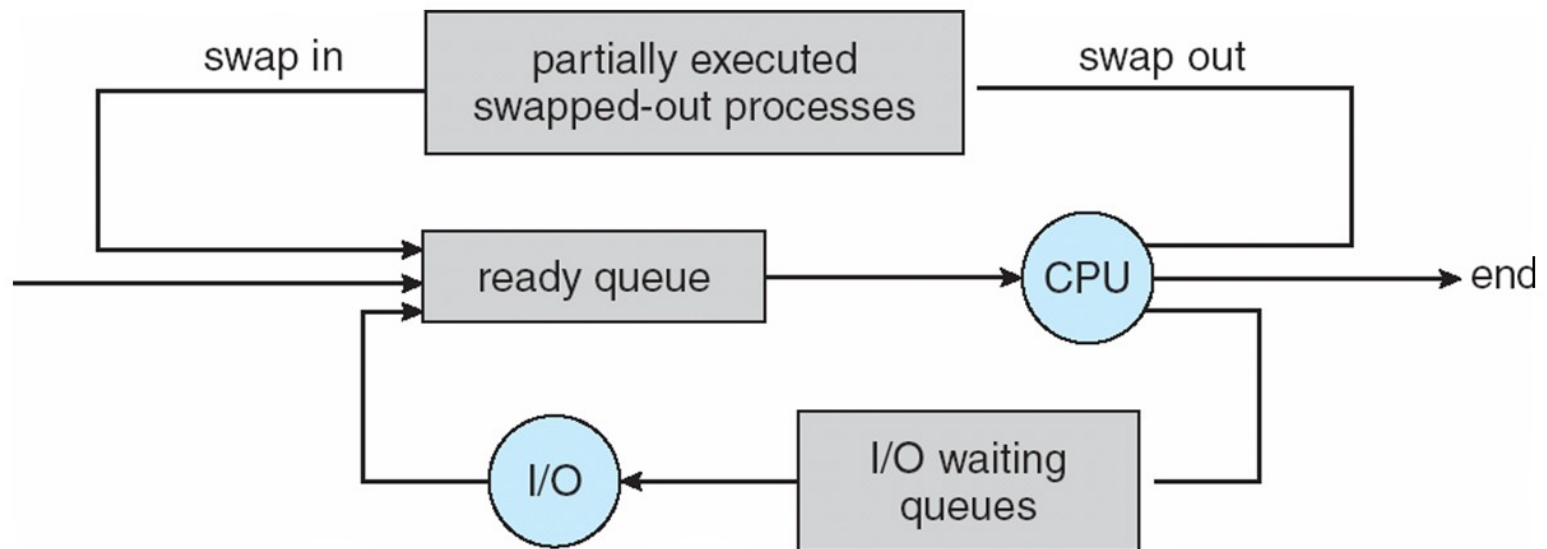 swap in
partially executed
swapped-out processes
swap out
ready queue
CPU
end
I/O
I/O waiting
queues